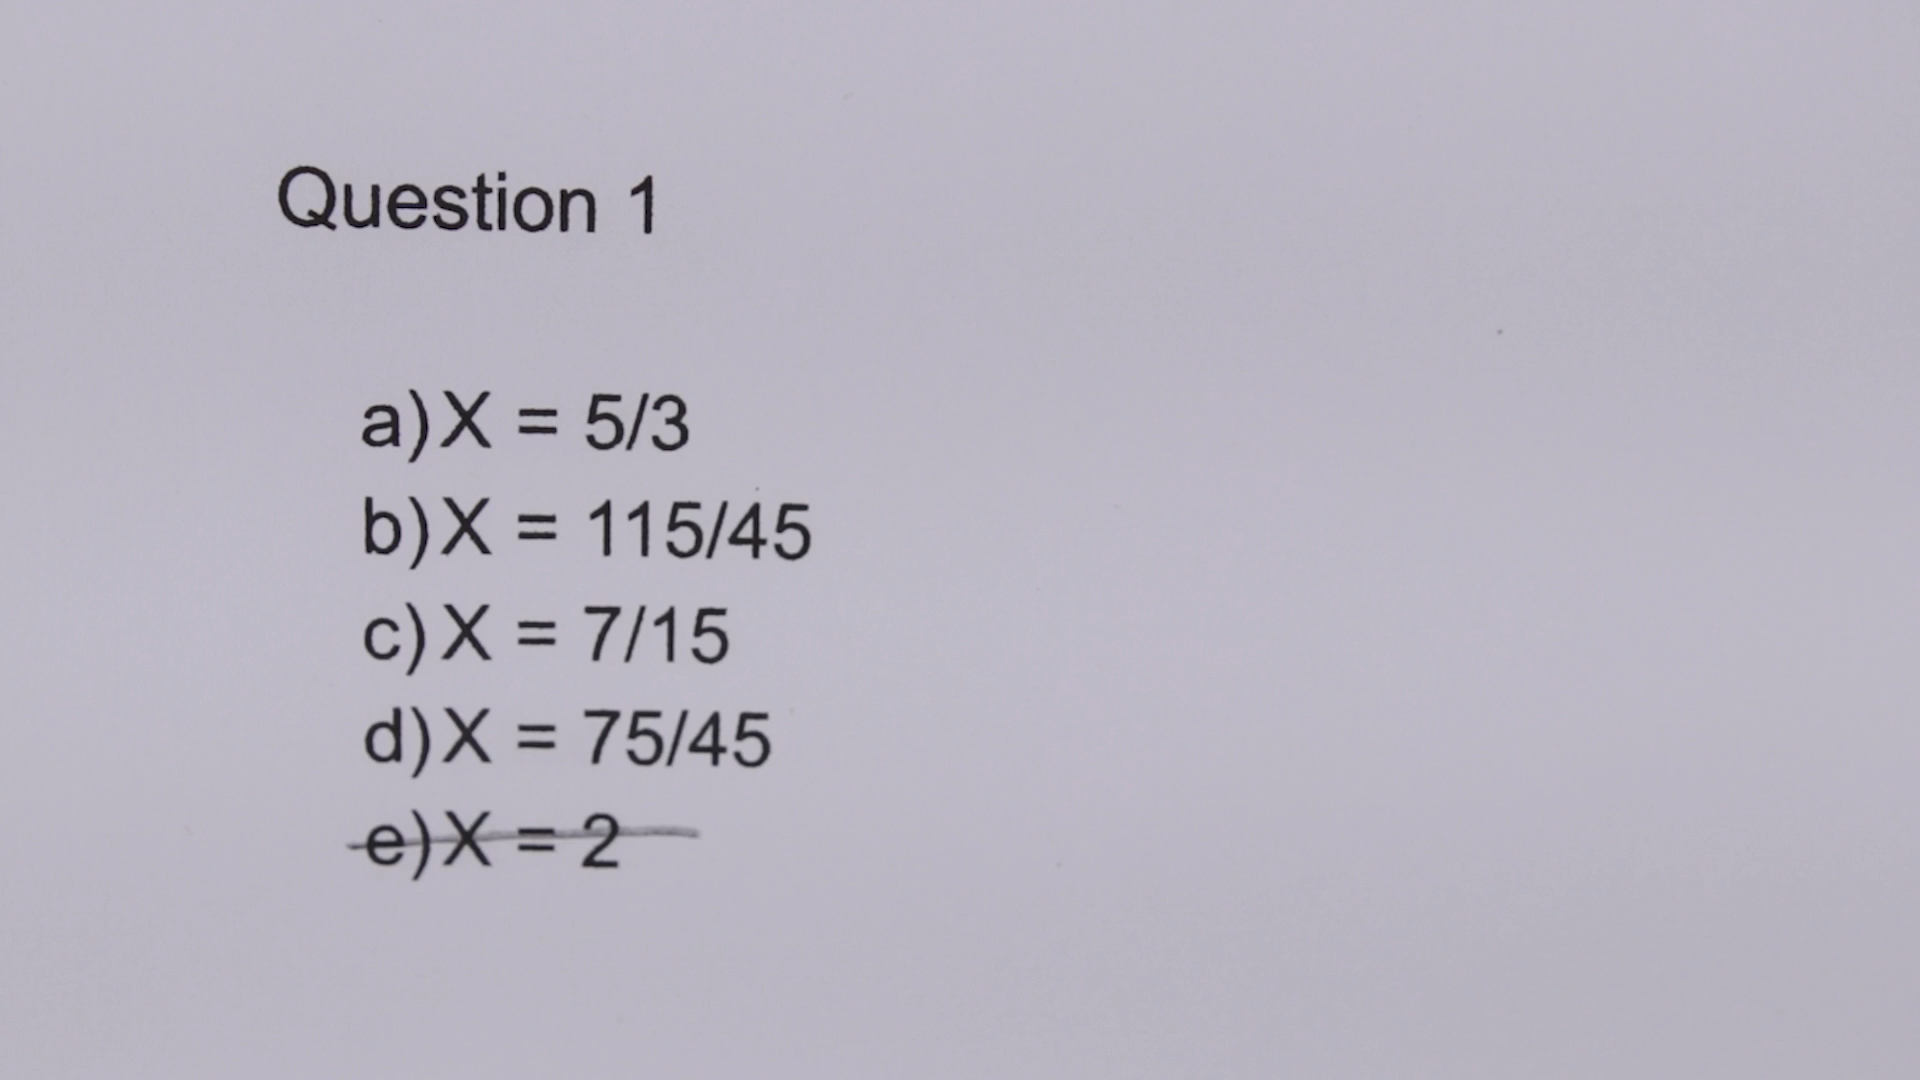 Question 1
a) X = 5/3
b) X = 115/45
c) X = 7/15
d) X = 75/45
e) X = 2